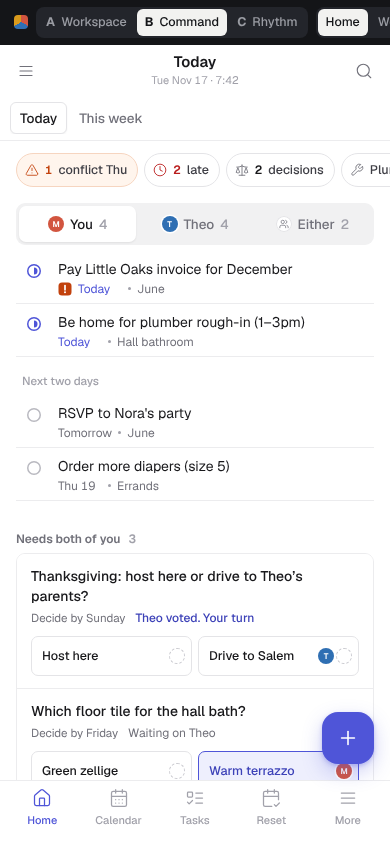 A Workspace B Command C Rhythm Home W
Today
Tue Nov 17 · 7:42
Today This week
1 conflict Thu 2 late 2 decisions Plu
M You 4 T Theo 4 Either 2
Pay Little Oaks invoice for December
! Today • June
Be home for plumber rough-in (1–3pm)
Today • Hall bathroom
Next two days
RSVP to Nora's party
Tomorrow • June
Order more diapers (size 5)
Thu 19 • Errands
Needs both of you 3
Thanksgiving: host here or drive to Theo's
parents?
Decide by Sunday Theo voted. Your turn
Host here Drive to Salem T
Which floor tile for the hall bath?
Decide by Friday Waiting on Theo
Green zellige Warm terrazzo M
Home Calendar Tasks Reset More